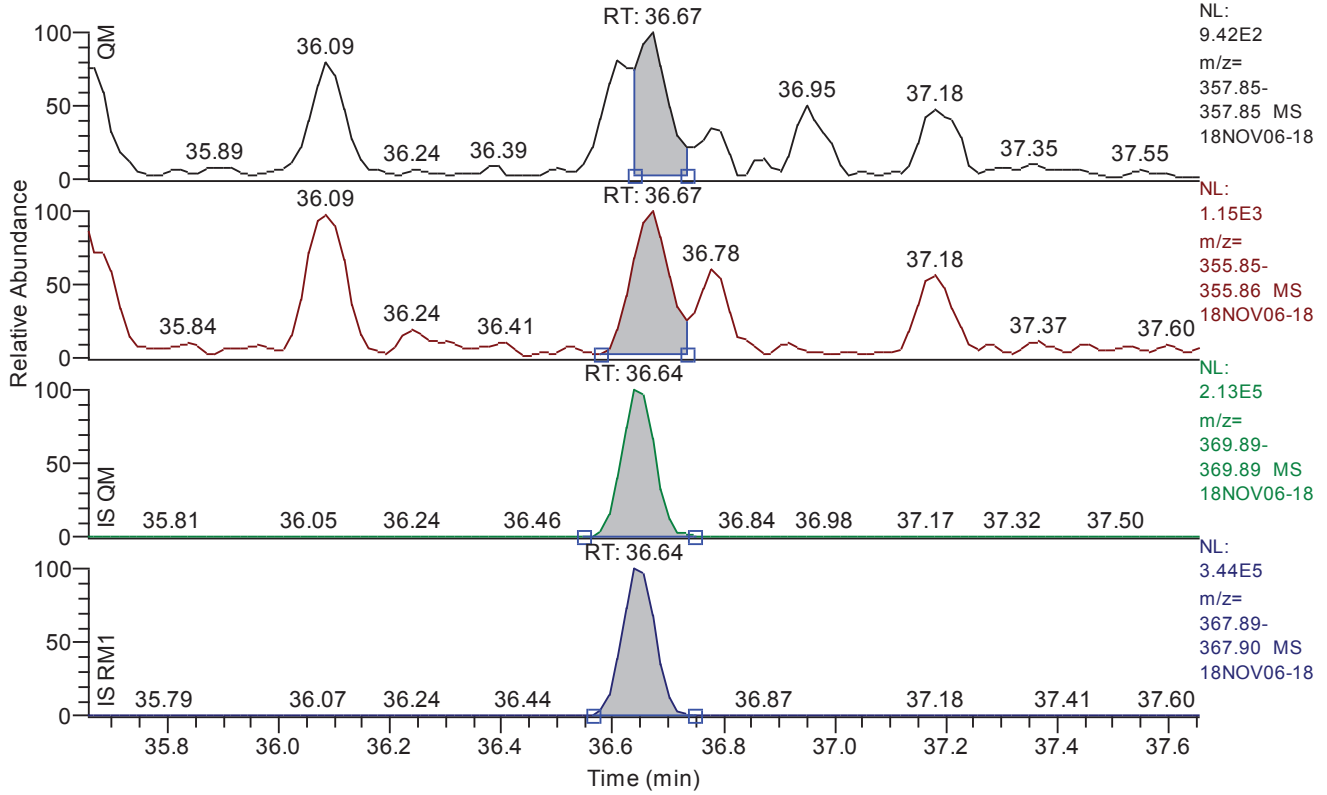 RT: 36.67
NL:
9.42E2
m/z=
357.85-
357.85 MS
18NOV06-18
QM
100
50
0
36.09
35.89
36.24
36.39
36.95
37.18
37.35
37.55
RT: 36.67
NL:
1.15E3
m/z=
355.85-
355.86 MS
18NOV06-18
100
50
0
36.09
35.84
36.24
36.41
36.78
37.18
37.37
37.60
Relative Abundance
RT: 36.64
NL:
2.13E5
m/z=
369.89-
369.89 MS
18NOV06-18
IS QM
100
50
0
35.81
36.05
36.24
36.46
36.84
36.98
37.17
37.32
37.50
RT: 36.64
NL:
3.44E5
m/z=
367.89-
367.90 MS
18NOV06-18
IS RM1
100
50
0
35.79
36.07
36.24
36.44
36.87
37.18
37.41
37.60
35.8 36.0 36.2 36.4 36.6 36.8 37.0 37.2 37.4 37.6
Time (min)